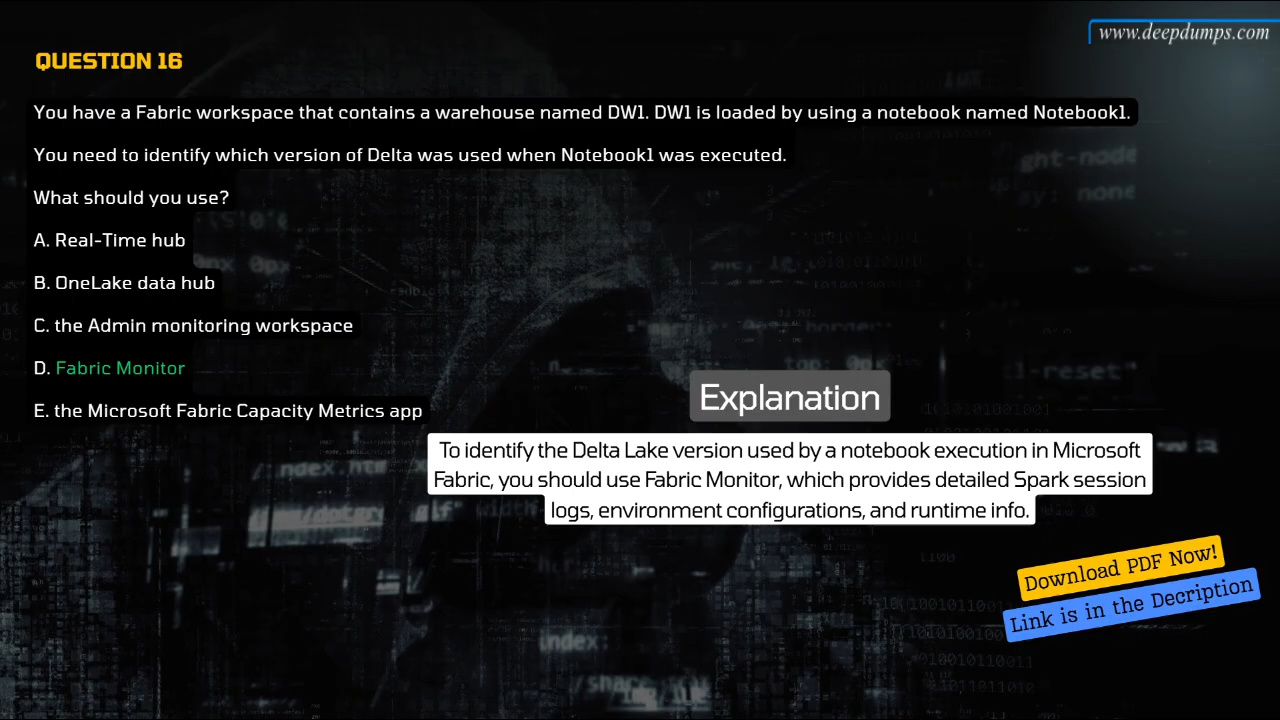 www.deepdumps.com
QUESTION 16
You have a Fabric workspace that contains a warehouse named DW1. DW1 is loaded by using a notebook named Notebook1.
You need to identify which version of Delta was used when Notebook1 was executed.
What should you use?
A. Real-Time hub
B. OneLake data hub
C. the Admin monitoring workspace
D. Fabric Monitor
E. the Microsoft Fabric Capacity Metrics app
Explanation
To identify the Delta Lake version used by a notebook execution in Microsoft
Fabric, you should use Fabric Monitor, which provides detailed Spark session
logs, environment configurations, and runtime info.
Download PDF Now!
Link is in the Decription